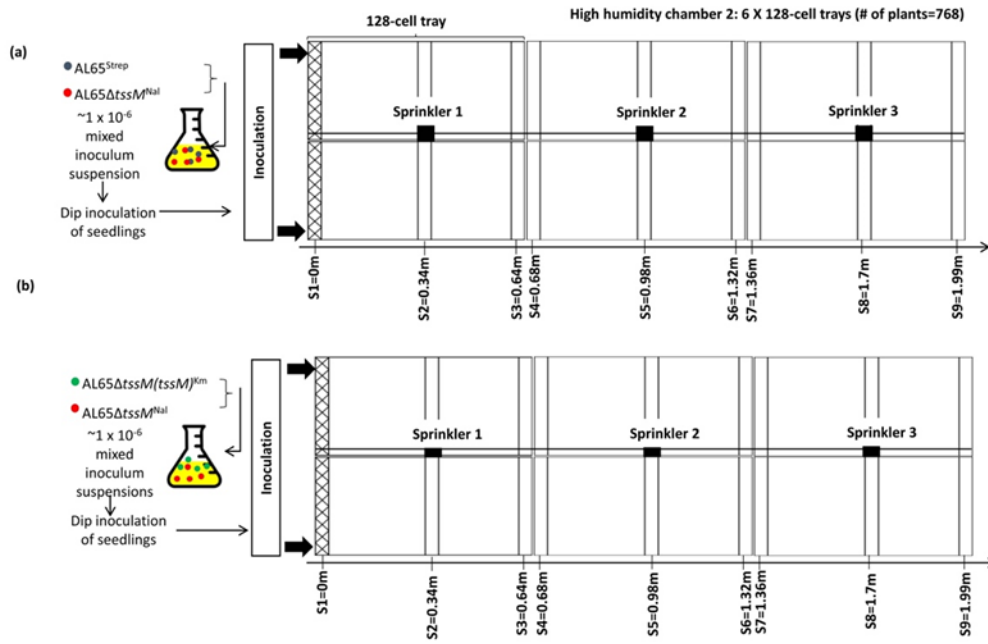 High humidity chamber 2: 6 X 128-cell trays (# of plants=768)
128-cell tray
(a)
AL65Strep
AL65ΔtssMNal
~1 x 10-6
mixed
inoculum
suspension
Dip inoculation
of seedlings
Inoculation
Sprinkler 1
Sprinkler 2
Sprinkler 3
S1=0m
S2=0.34m
S3=0.64m
S4=0.68m
S5=0.98m
S6=1.32m
S7=1.36m
S8=1.7m
S9=1.99m
(b)
AL65ΔtssM(tssM)Km
AL65ΔtssMNal
~1 x 10-6
mixed
inoculum
suspensions
Dip inoculation
of seedlings
Inoculation
Sprinkler 1
Sprinkler 2
Sprinkler 3
S1=0m
S2=0.34m
S3=0.64m
S4=0.68m
S5=0.98m
S6=1.32m
S7=1.36m
S8=1.7m
S9=1.99m